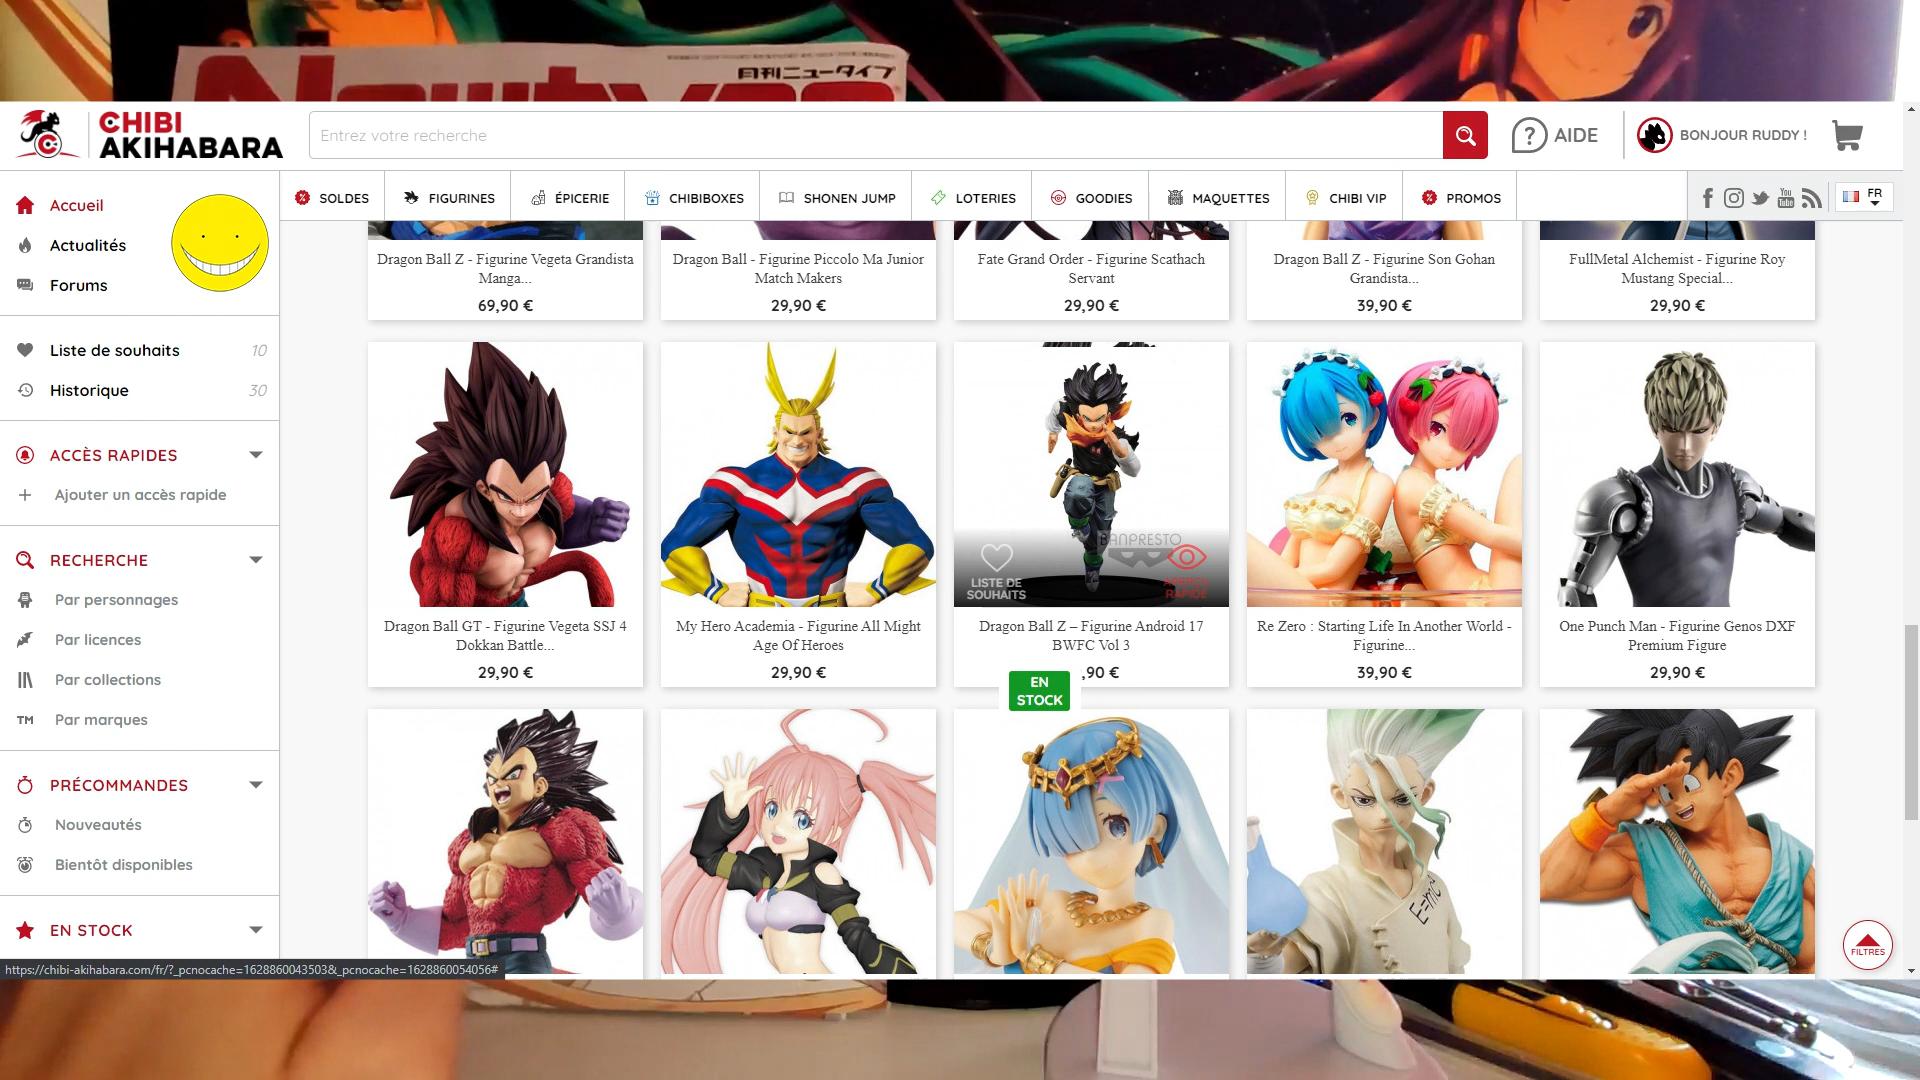 Newtype
月刊ニュータイプ
CHIBI
AKIHABARA
Entrez votre recherche
AIDE
BONJOUR RUDDY !
SOLDES
FIGURINES
ÉPICERIE
CHIBIBOXES
SHONEN JUMP
LOTERIES
GOODIES
MAQUETTES
CHIBI VIP
PROMOS
You
Tube
FR
Accueil
Actualités
Forums
Liste de souhaits 10
Historique 30
ACCÈS RAPIDES
Ajouter un accès rapide
RECHERCHE
Par personnages
Par licences
Par collections
TM Par marques
PRÉCOMMANDES
Nouveautés
Bientôt disponibles
EN STOCK
Dragon Ball Z - Figurine Vegeta Grandista
Manga...
69,90 €
Dragon Ball - Figurine Piccolo Ma Junior
Match Makers
29,90 €
Fate Grand Order - Figurine Scathach
Servant
29,90 €
Dragon Ball Z - Figurine Son Gohan
Grandista...
39,90 €
FullMetal Alchemist - Figurine Roy
Mustang Special...
29,90 €
Dragon Ball GT - Figurine Vegeta SSJ 4
Dokkan Battle...
29,90 €
My Hero Academia - Figurine All Might
Age Of Heroes
29,90 €
BANPRESTO
LISTE DE
SOUHAITS
APERÇU
RAPIDE
Dragon Ball Z – Figurine Android 17
BWFC Vol 3
,90 €
EN
STOCK
Re Zero : Starting Life In Another World -
Figurine...
39,90 €
One Punch Man - Figurine Genos DXF
Premium Figure
29,90 €
E=mc²
FILTRES
https://chibi-akihabara.com/fr/?_pcnocache=1628860043503&_pcnocache=1628860054056#